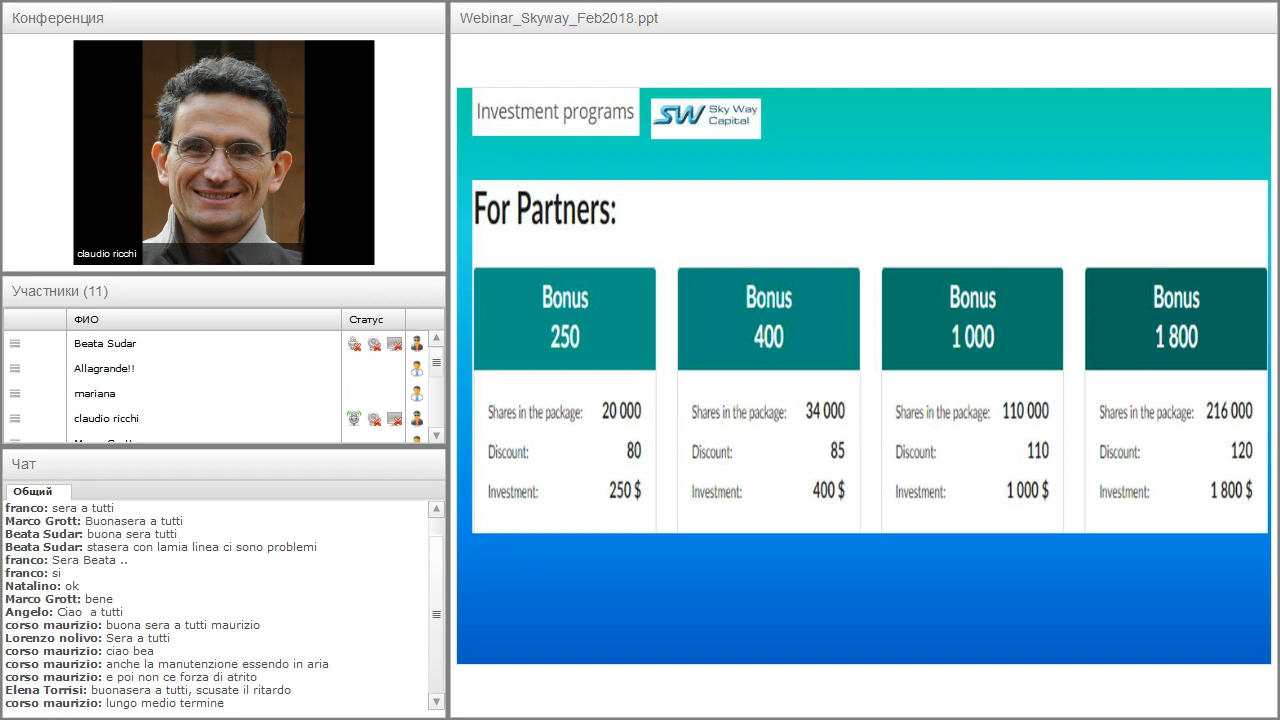 Конференция
claudio ricchi
Участники (11)
ФИО Статус
Beata Sudar
Allagrande!!
mariana
claudio ricchi
Чат
Общий
franco: sera a tutti
Marco Grott: Buonasera a tutti
Beata Sudar: buona sera tutti
Beata Sudar: stasera con lamia linea ci sono problemi
franco: Sera Beata ..
franco: si
Natalino: ok
Marco Grott: bene
Angelo: Ciao  a tutti
corso maurizio: buona sera a tutti maurizio
Lorenzo nolivo: Sera a tutti
corso maurizio: ciao bea
corso maurizio: anche la manutenzione essendo in aria
corso maurizio: e poi non ce forza di atrito
Elena Torrisi: buonasera a tutti, scusate il ritardo
corso maurizio: lungo medio termine
Webinar_Skyway_Feb2018.ppt
Investment programs
SW Sky Way
Capital
For Partners:
Bonus
250
Shares in the package: 20 000
Discount: 80
Investment: 250 $
Bonus
400
Shares in the package: 34 000
Discount: 85
Investment: 400 $
Bonus
1 000
Shares in the package: 110 000
Discount: 110
Investment: 1 000 $
Bonus
1 800
Shares in the package: 216 000
Discount: 120
Investment: 1 800 $